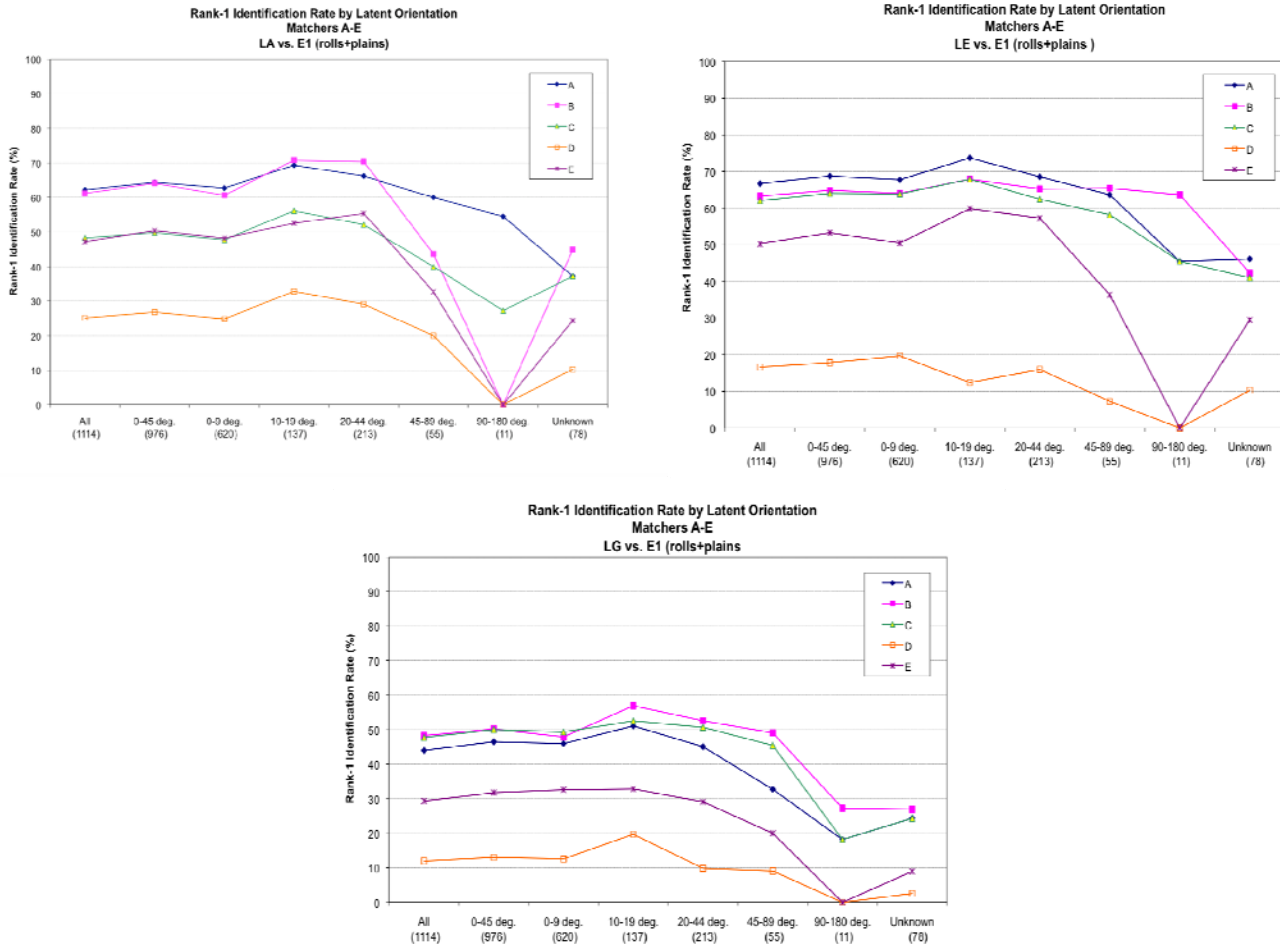 Rank-1 Identification Rate by Latent Orientation
Matchers A-E
LA vs. E1 (rolls+plains)
Rank-1 Identification Rate (%)
100
90
80
70
60
50
40
30
20
10
0
A
B
C
D
E
All 0-45 deg. 0-9 deg. 10-19 deg. 20-44 deg. 45-89 deg. 90-180 deg. Unknown
(1114) (976) (620) (137) (213) (55) (11) (78)
Rank-1 Identification Rate by Latent Orientation
Matchers A-E
LE vs. E1 (rolls+plains )
Rank-1 Identification Rate (%)
100
90
80
70
60
50
40
30
20
10
0
A
B
C
D
E
All 0-45 deg. 0-9 deg. 10-19 deg. 20-44 deg. 45-89 deg. 90-180 deg. Unknown
(1114) (976) (620) (137) (213) (55) (11) (78)
Rank-1 Identification Rate by Latent Orientation
Matchers A-E
LG vs. E1 (rolls+plains
Rank-1 Identification Rate (%)
100
90
80
70
60
50
40
30
20
10
0
A
B
C
D
E
All 0-45 deg. 0-9 deg. 10-19 deg. 20-44 deg. 45-89 deg. 90-180 deg. Unknown
(1114) (976) (620) (137) (213) (55) (11) (78)